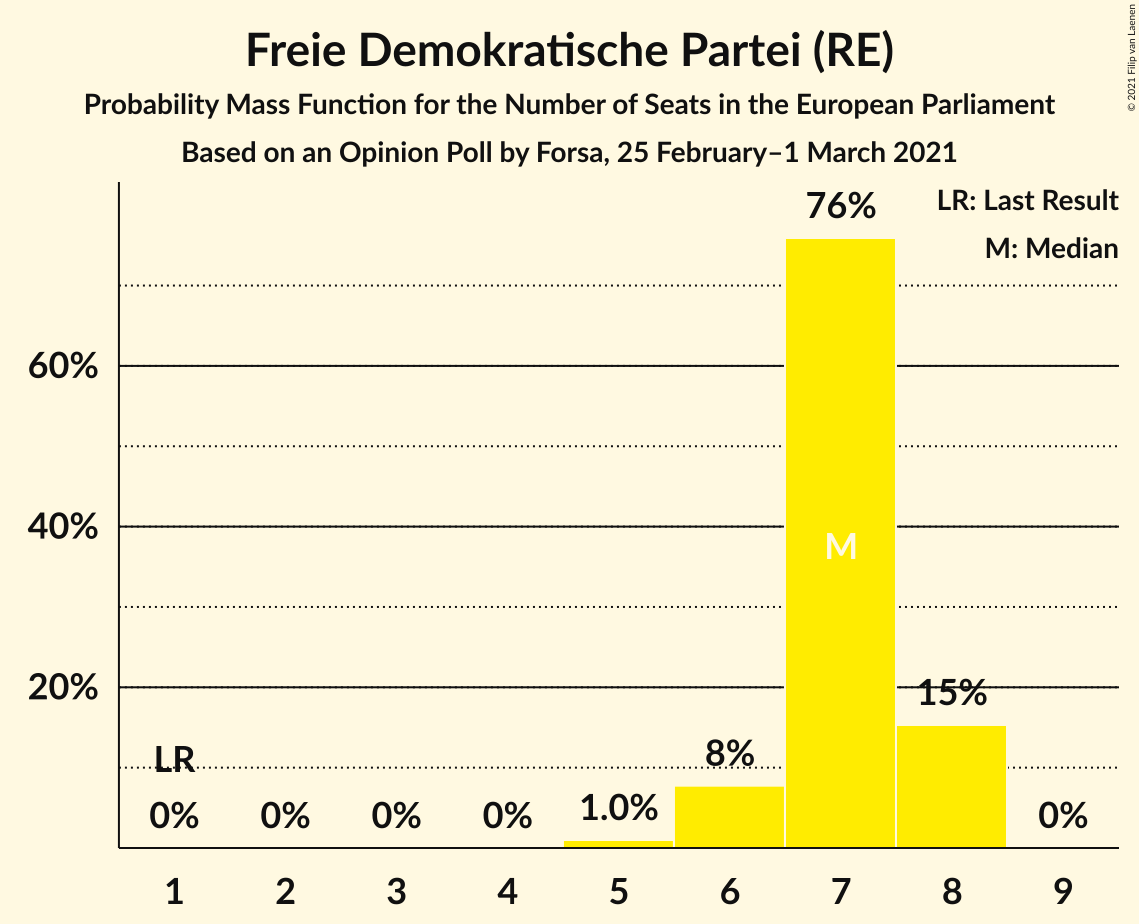 Freie Demokratische Partei (RE)
Probability Mass Function for the Number of Seats in the European Parliament
Based on an Opinion Poll by Forsa, 25 February–1 March 2021
© 2021 Filip van Laenen
LR: Last Result
M: Median
76%
60%
40%
M
20%
15%
LR
8%
0%
0%
0%
0%
1.0%
0%
1 2 3 4 5 6 7 8 9